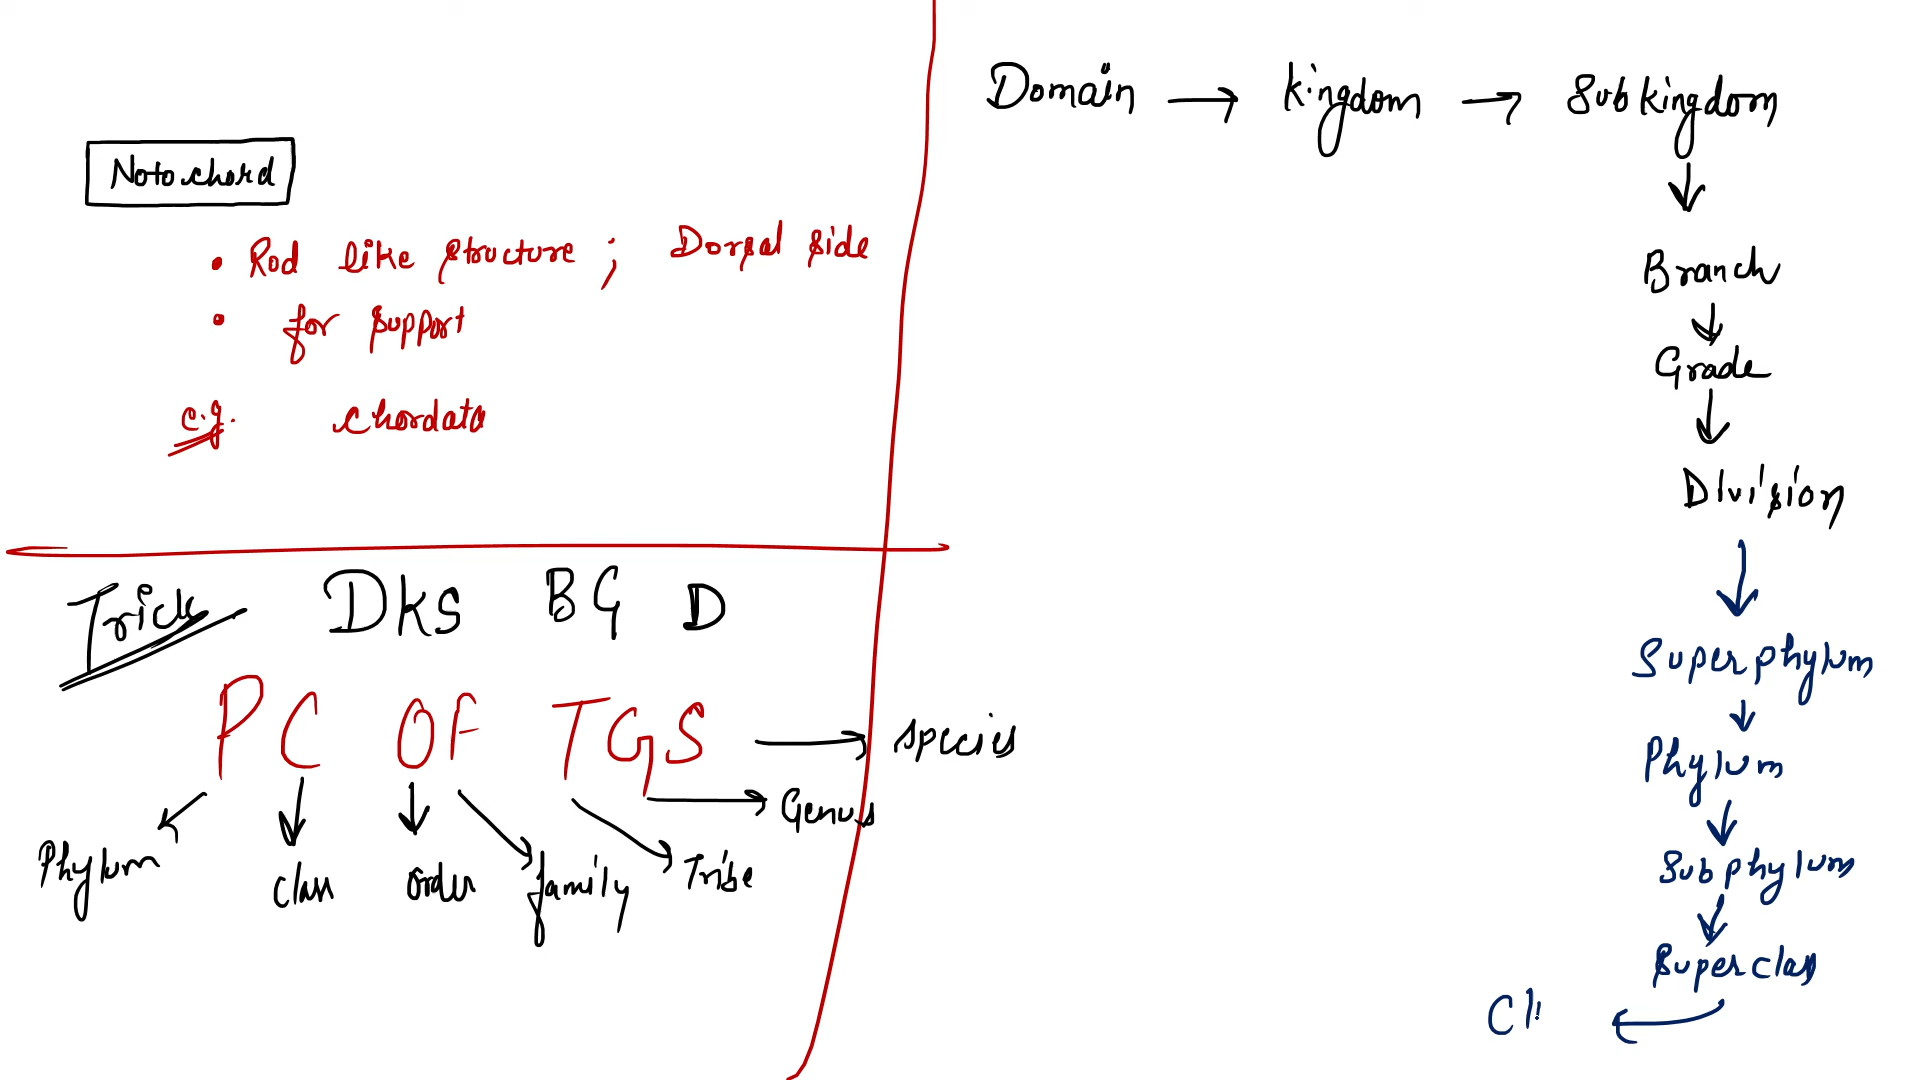 Notochord
• Rod like structure ; Dorsal side
• for support
e.g. chordata
Trick DKS BG D
PC OF TGS → species
Genus
Phylum class order family Tribe
Domain → Kingdom → Subkingdom
Branch
Grade
Division
Superphylum
Phylum
Subphylum
Superclass